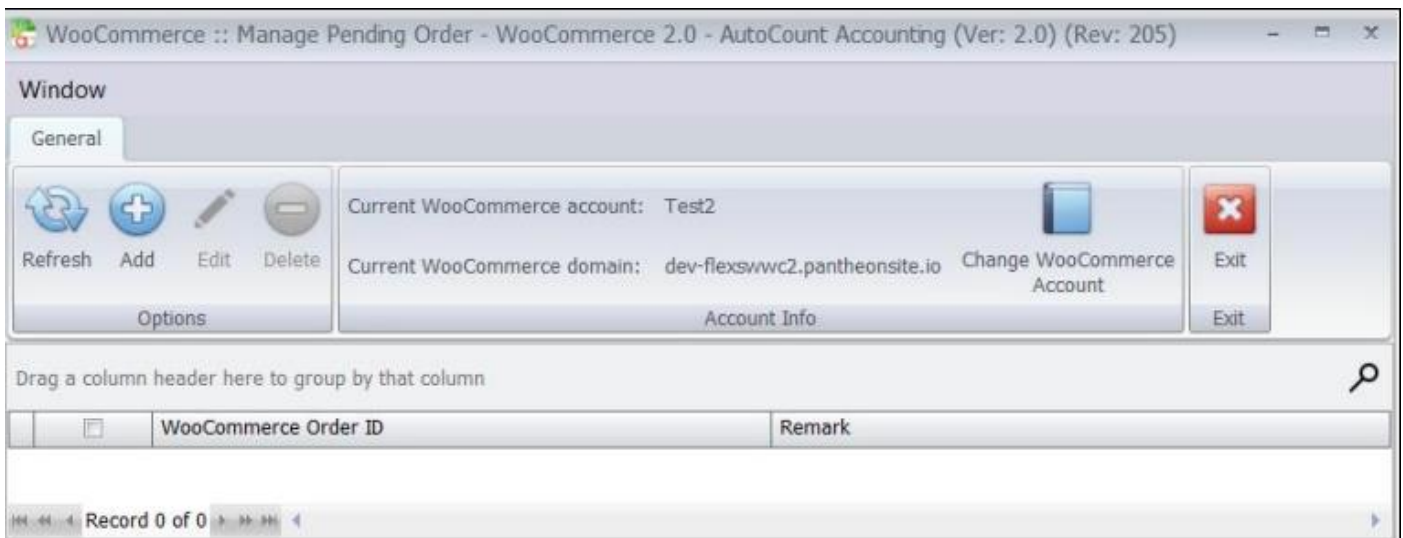 WooCommerce :: Manage Pending Order - WooCommerce 2.0 - AutoCount Accounting (Ver: 2.0) (Rev: 205)
Window
General
Refresh Add Edit Delete
Options
Current WooCommerce account: Test2
Current WooCommerce domain: dev-flexswwc2.pantheonsite.io
Change WooCommerce
Account
Account Info
Exit
Exit
Drag a column header here to group by that column
WooCommerce Order ID Remark
Record 0 of 0